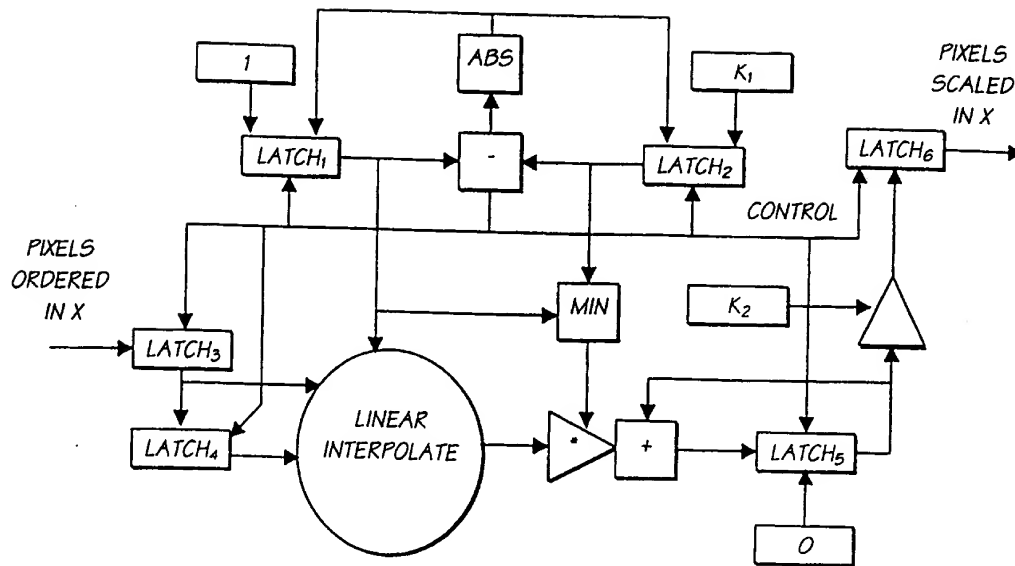 1
ABS
K₁
PIXELS
SCALED
IN X
LATCH₁
-
LATCH₂
LATCH₆
CONTROL
PIXELS
ORDERED
IN X
MIN
K₂
LATCH₃
LINEAR
INTERPOLATE
LATCH₄
*
+
LATCH₅
0